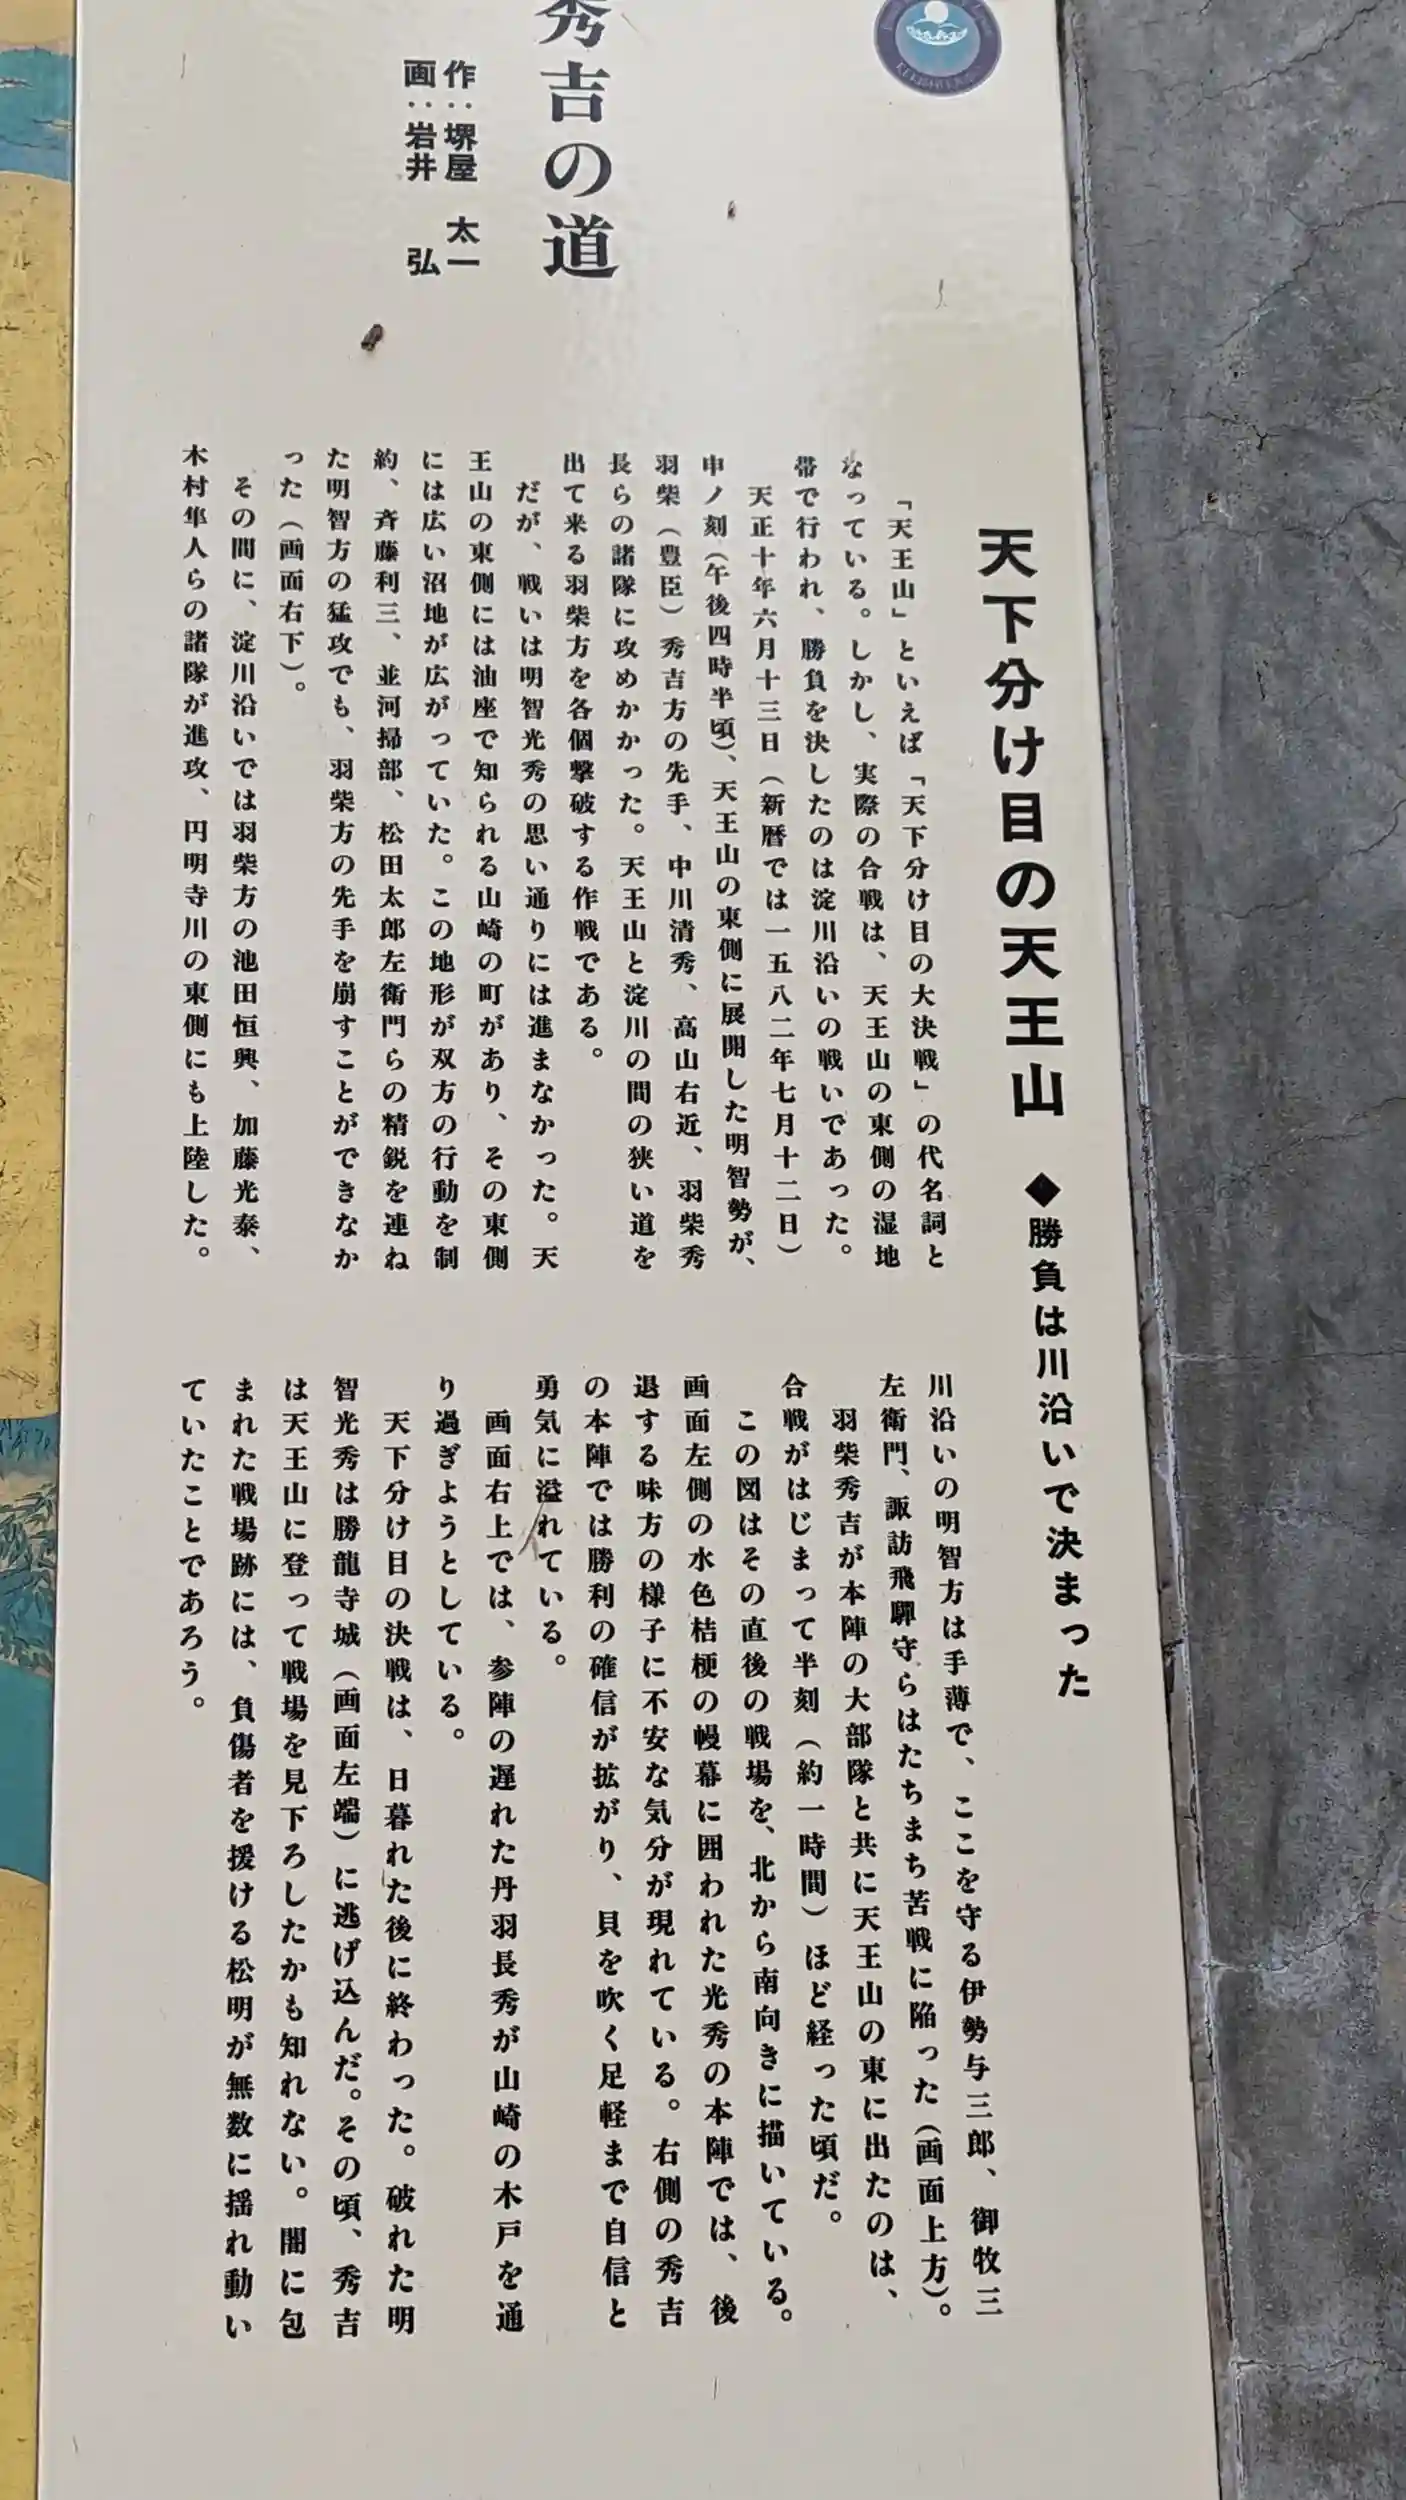 天下分け目の天王山 ◆勝負は川沿いで決まった
「天王山」といえば「天下分け目の大決戦」の代名詞と
なっている。しかし、実際の合戦は、天王山の東側の湿地
帯で行われ、勝負を決したのは淀川沿いの戦いであった。
天正十年六月十三日（新暦では一五八二年七月十二日）
申ノ刻（午後四時半頃）、天王山の東側に展開した明智勢が、
羽柴（豊臣）秀吉方の先手、中川清秀、高山右近、羽柴秀
長らの諸隊に攻めかかった。天王山と淀川の間の狭い道を
出て来る羽柴方を各個撃破する作戦である。
だが、戦いは明智光秀の思い通りには進まなかった。天
王山の東側には油座で知られる山崎の町があり、その東側
には広い沼地が広がっていた。この地形が双方の行動を制
約、斉藤利三、並河掃部、松田太郎左衛門らの精鋭を連ね
た明智方の猛攻でも、羽柴方の先手を崩すことができなか
った（画面右下）。
その間に、淀川沿いでは羽柴方の池田恒興、加藤光泰、
木村隼人らの諸隊が進攻、円明寺川の東側にも上陸した。
川沿いの明智方は手薄で、ここを守る伊勢与三郎、御牧三
左衛門、諏訪飛騨守らはたちまち苦戦に陥った（画面上方）。
羽柴秀吉が本陣の大部隊と共に天王山の東に出たのは、
合戦がはじまって半刻（約一時間）ほど経った頃だ。
この図はその直後の戦場を、北から南向きに描いている。
画面左側の水色桔梗の幔幕に囲われた光秀の本陣では、後
退する味方の様子に不安な気分が現れている。右側の秀吉
の本陣では勝利の確信が拡がり、貝を吹く足軽まで自信と
勇気に溢れている。
画面右上では、参陣の遅れた丹羽長秀が山崎の木戸を通
り過ぎようとしている。
天下分け目の決戦は、日暮れた後に終わった。破れた明
智光秀は勝龍寺城（画面左端）に逃げ込んだ。その頃、秀吉
は天王山に登って戦場を見下ろしたかも知れない。闇に包
まれた戦場跡には、負傷者を援ける松明が無数に揺れ動い
ていたことであろう。
秀吉の道
作：堺屋 太一
画：岩井 弘